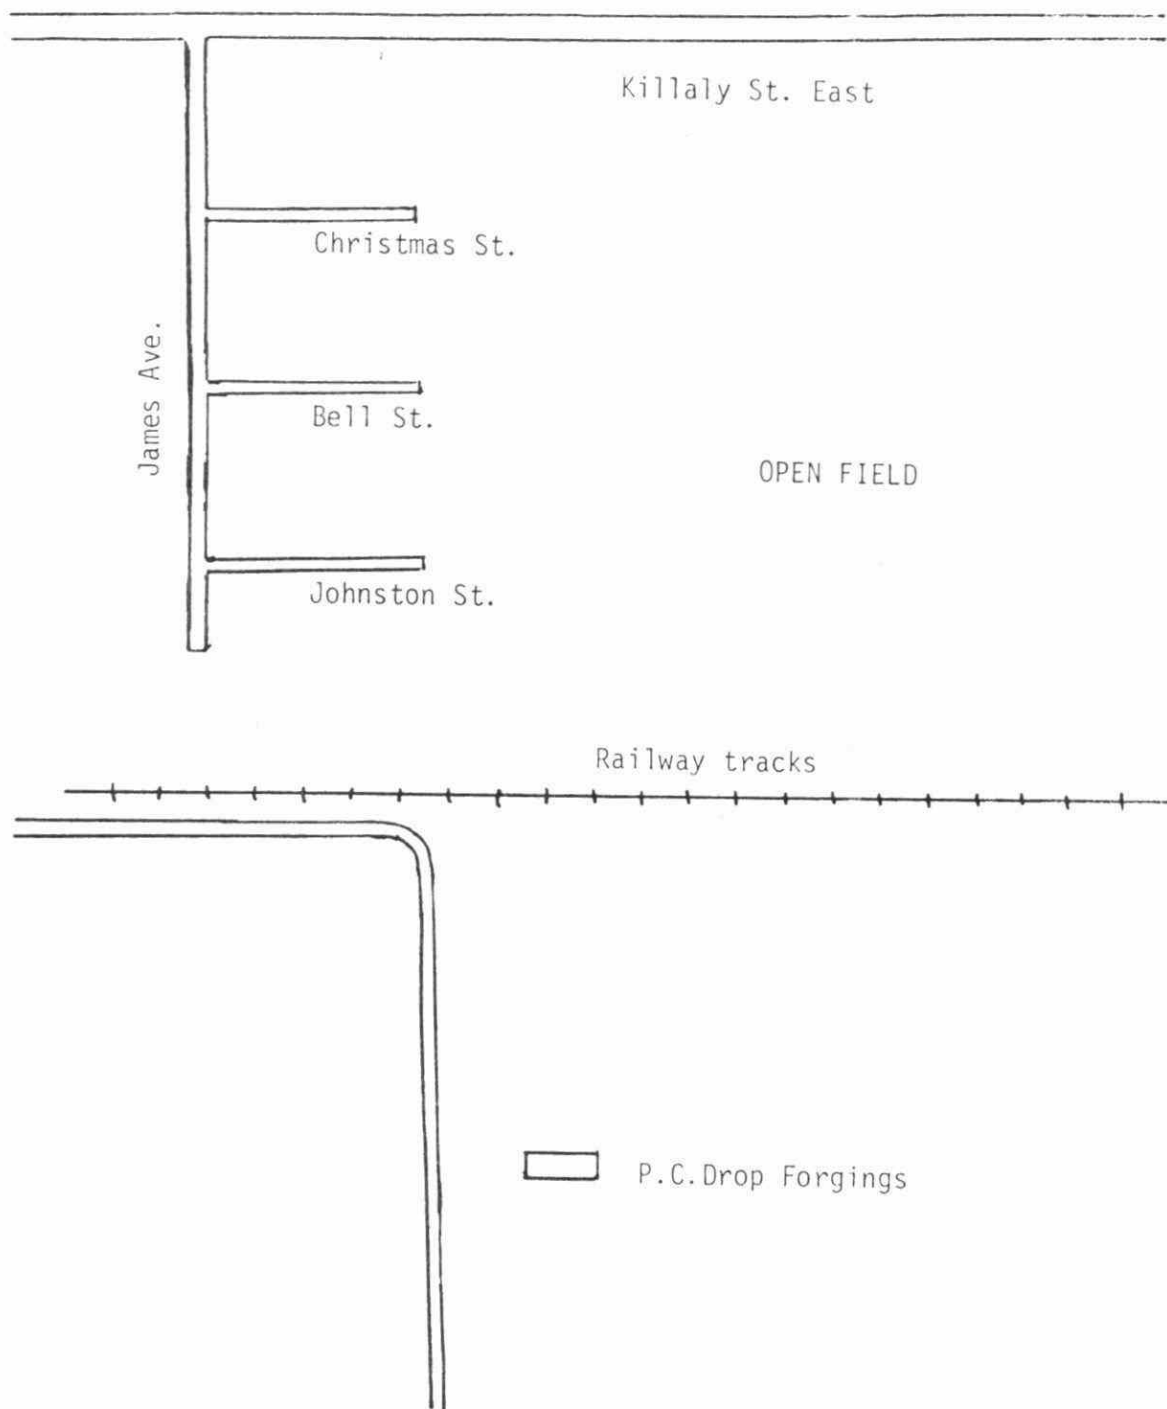 Killaly St. East
Christmas St.
James Ave.
Bell St.
OPEN FIELD
Johnston St.
Railway tracks
P.C.Drop Forgings